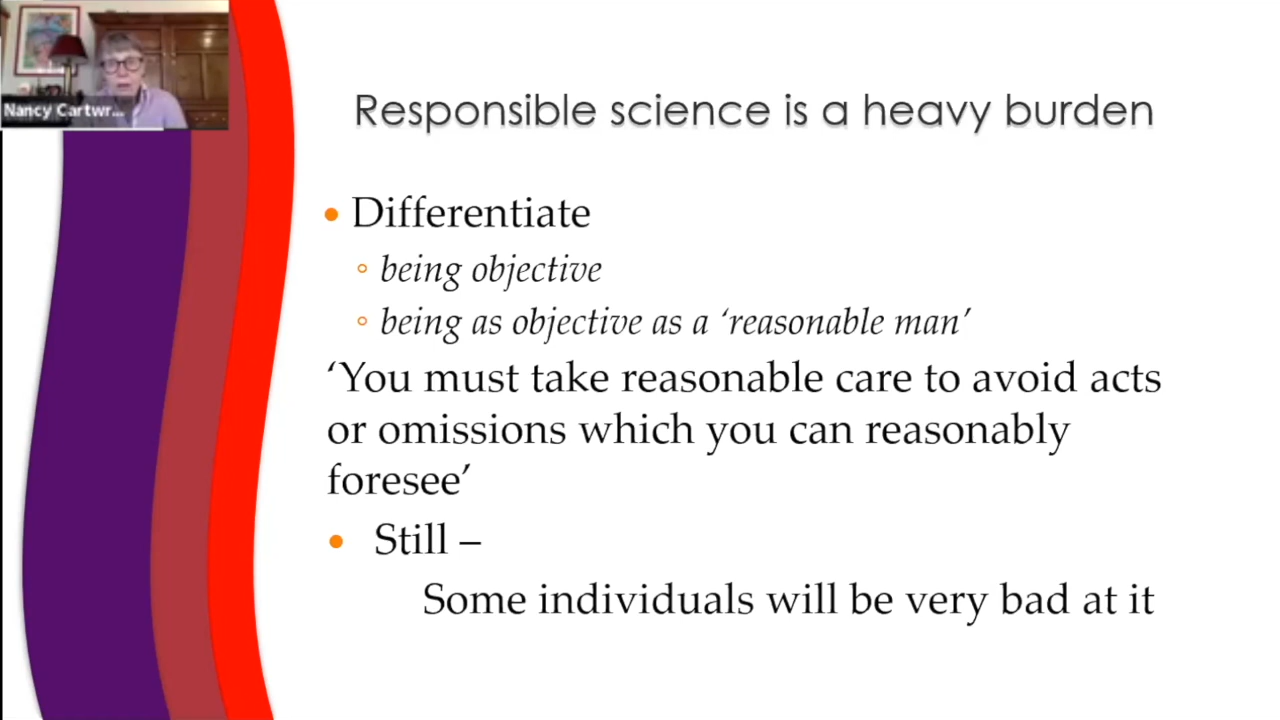 Nancy Cartwr...
Responsible science is a heavy burden
• Differentiate
◦ being objective
◦ being as objective as a ‘reasonable man’
‘You must take reasonable care to avoid acts
or omissions which you can reasonably
foresee’
• Still –
Some individuals will be very bad at it